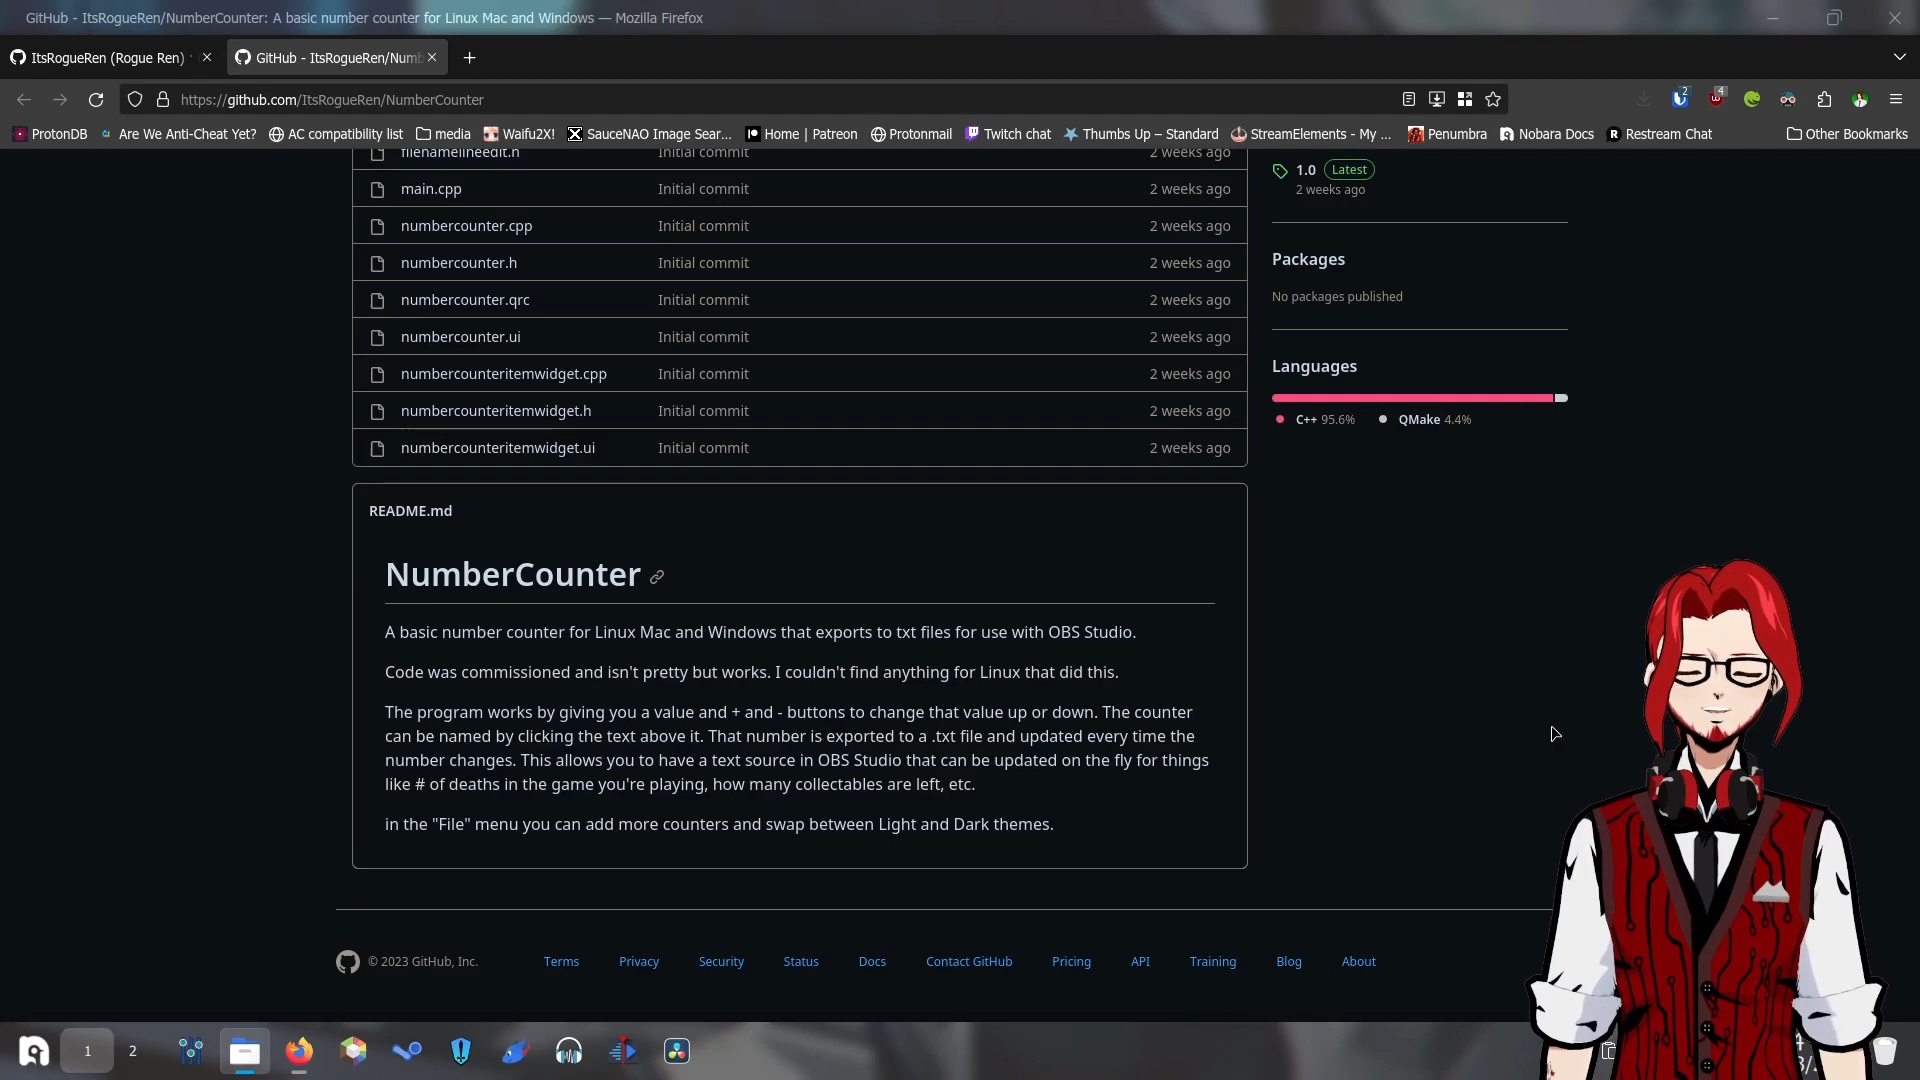 GitHub - ItsRogueRen/NumberCounter: A basic number counter for Linux Mac and Windows — Mozilla Firefox
ItsRogueRen (Rogue Ren)
GitHub - ItsRogueRen/Numb
https://github.com/ItsRogueRen/NumberCounter
2
4
ProtonDB
Are We Anti-Cheat Yet?
AC compatibility list
media
Waifu2X!
SauceNAO Image Sear...
Home | Patreon
Protonmail
Twitch chat
Thumbs Up – Standard
StreamElements - My ...
Penumbra
Nobara Docs
Restream Chat
Other Bookmarks
filenamelineedit.h Initial commit 2 weeks ago
main.cpp Initial commit 2 weeks ago
numbercounter.cpp Initial commit 2 weeks ago
numbercounter.h Initial commit 2 weeks ago
numbercounter.qrc Initial commit 2 weeks ago
numbercounter.ui Initial commit 2 weeks ago
numbercounteritemwidget.cpp Initial commit 2 weeks ago
numbercounteritemwidget.h Initial commit 2 weeks ago
numbercounteritemwidget.ui Initial commit 2 weeks ago
1.0 Latest
2 weeks ago
Packages
No packages published
Languages
C++ 95.6% QMake 4.4%
README.md
NumberCounter
A basic number counter for Linux Mac and Windows that exports to txt files for use with OBS Studio.
Code was commissioned and isn't pretty but works. I couldn't find anything for Linux that did this.
The program works by giving you a value and + and - buttons to change that value up or down. The counter
can be named by clicking the text above it. That number is exported to a .txt file and updated every time the
number changes. This allows you to have a text source in OBS Studio that can be updated on the fly for things
like # of deaths in the game you're playing, how many collectables are left, etc.
in the "File" menu you can add more counters and swap between Light and Dark themes.
© 2023 GitHub, Inc. Terms Privacy Security Status Docs Contact GitHub Pricing API Training Blog About
1 2